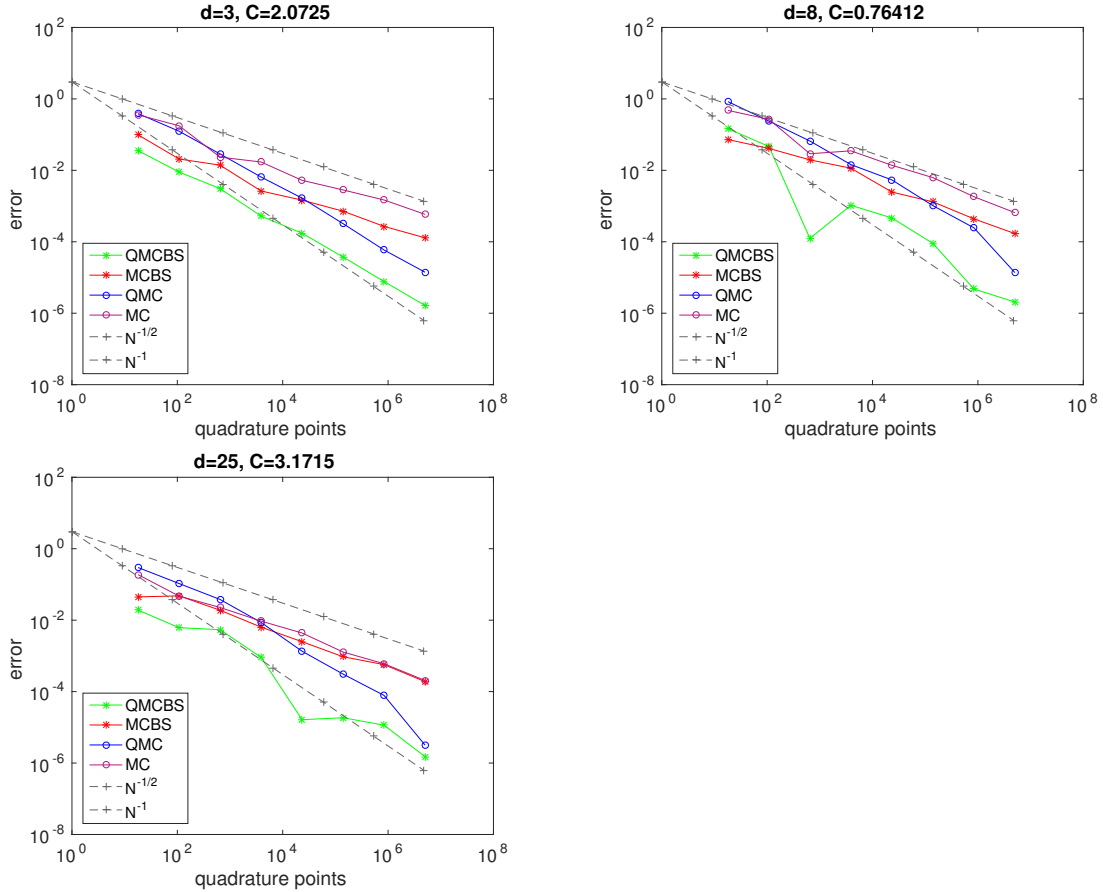 d=3, C=2.0725
10^2
10^0
10^-2
10^-4
10^-6
10^-8
error
QMCBS
MCBS
QMC
MC
N^-1/2
N^-1
10^0
10^2
10^4
10^6
10^8
quadrature points
d=8, C=0.76412
10^2
10^0
10^-2
10^-4
10^-6
10^-8
error
QMCBS
MCBS
QMC
MC
N^-1/2
N^-1
10^0
10^2
10^4
10^6
10^8
quadrature points
d=25, C=3.1715
10^2
10^0
10^-2
10^-4
10^-6
10^-8
error
QMCBS
MCBS
QMC
MC
N^-1/2
N^-1
10^0
10^2
10^4
10^6
10^8
quadrature points